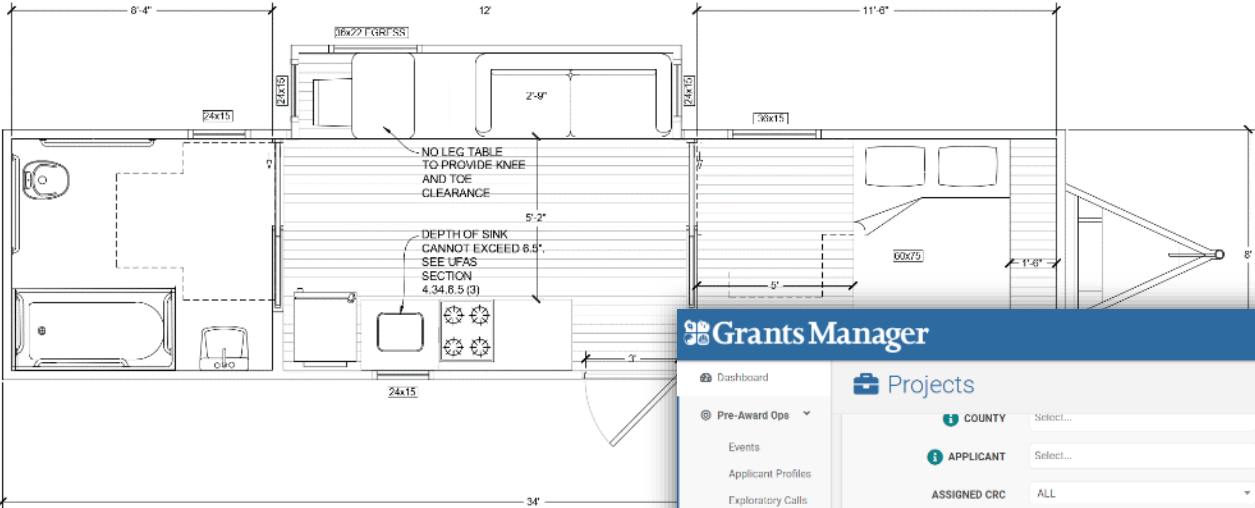 8'-4"
12'
11'-6"
36x22 EGRESS
24x15
24x15
24x15
36x15
2'-9"
NO LEG TABLE
TO PROVIDE KNEE
AND TOE
CLEARANCE
5'-2"
DEPTH OF SINK
CANNOT EXCEED 6.5".
SEE UFAS
SECTION
4.34.6.5 (3)
60x75
1'-6"
8'
5'
3'
24x15
34'
Grants Manager
Dashboard
Projects
Pre-Award Ops
COUNTY
Select...
Events
APPLICANT
Select...
Applicant Profiles
ASSIGNED CRC
ALL
Exploratory Calls